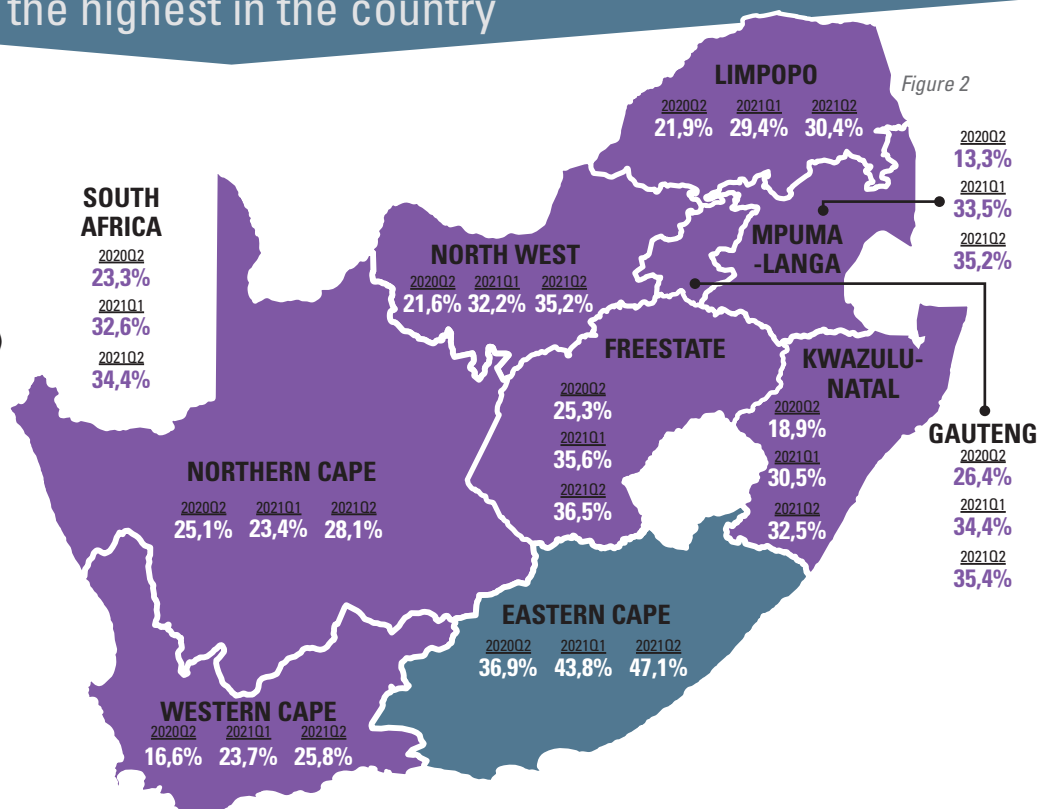 the highest in the country
Figure 2
LIMPOPO
2020Q2 2021Q1 2021Q2
21,9% 29,4% 30,4%
2020Q2
13,3%
2021Q1
33,5%
2021Q2
35,2%
SOUTH
AFRICA
2020Q2
23,3%
2021Q1
32,6%
2021Q2
34,4%
NORTH WEST
2020Q2 2021Q1 2021Q2
21,6% 32,2% 35,2%
MPUMA
-LANGA
FREESTATE
2020Q2
25,3%
2021Q1
35,6%
2021Q2
36,5%
KWAZULU-
NATAL
2020Q2
18,9%
2021Q1
30,5%
2021Q2
32,5%
GAUTENG
2020Q2
26,4%
2021Q1
34,4%
2021Q2
35,4%
NORTHERN CAPE
2020Q2 2021Q1 2021Q2
25,1% 23,4% 28,1%
EASTERN CAPE
2020Q2 2021Q1 2021Q2
36,9% 43,8% 47,1%
WESTERN CAPE
2020Q2 2021Q1 2021Q2
16,6% 23,7% 25,8%